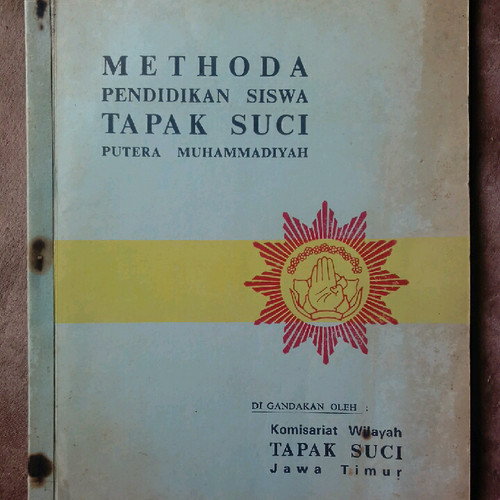 METHODA
PENDIDIKAN SISWA
TAPAK SUCI
PUTERA MUHAMMADIYAH
DI GANDAKAN OLEH :
Komisariat Wilayah
TAPAK SUCI
Jawa Timur